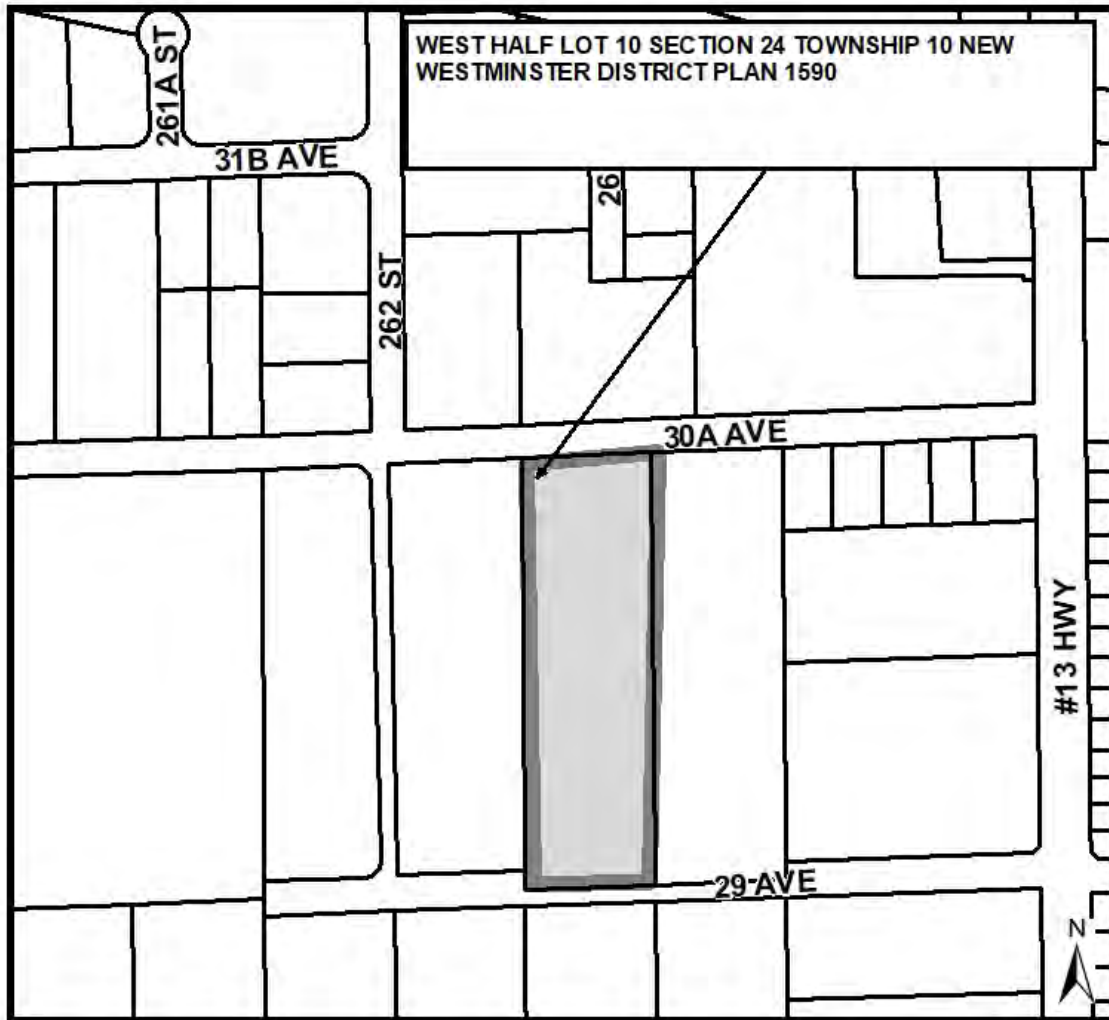 WEST HALF LOT 10 SECTION 24 TOWNSHIP 10 NEW
WESTMINSTER DISTRICT PLAN 1590
261A ST
31B AVE
26
262 ST
30A AVE
#13 HWY
29 AVE
N